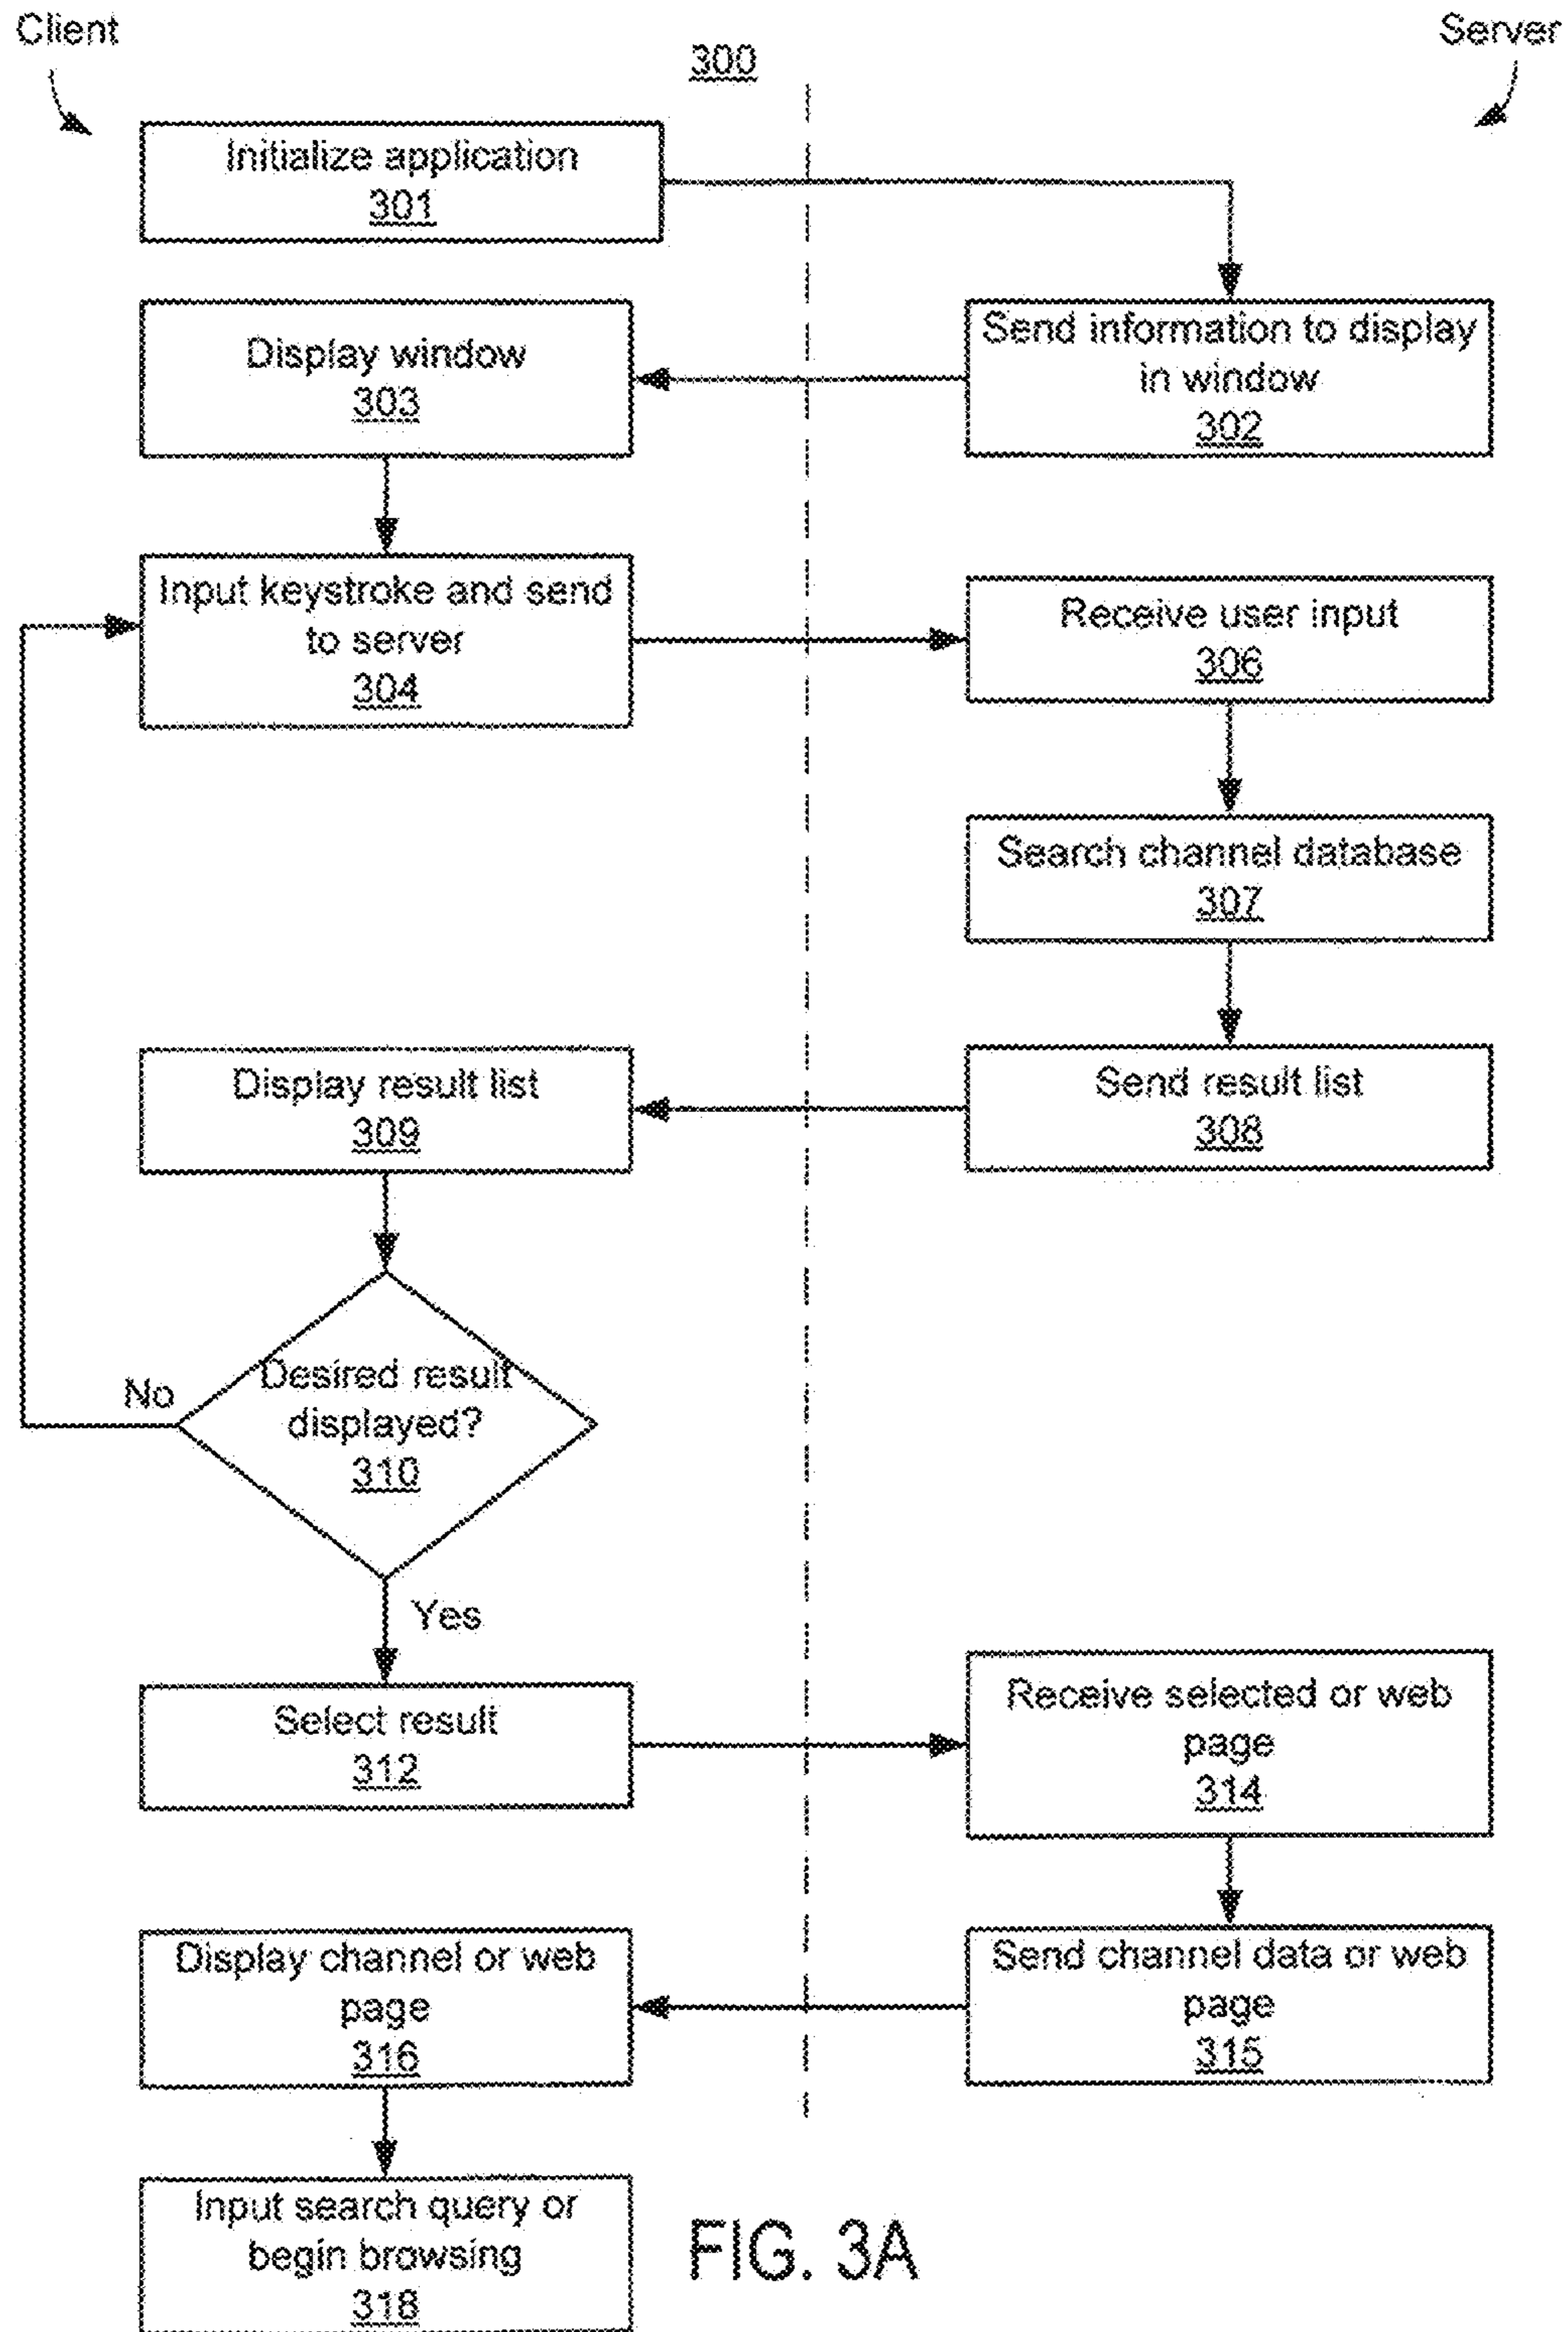 Client
Server
300
Initialize application
301
Display window
303
Send information to display
in window
302
Input keystroke and send
to server
304
Receive user input
306
Search channel database
307
Display result list
309
Send result list
308
Desired result
displayed?
310
No
Yes
Select result
312
Receive selected or web
page
314
Display channel or web
page
316
Send channel data or web
page
315
Input search query or
begin browsing
318
FIG. 3A